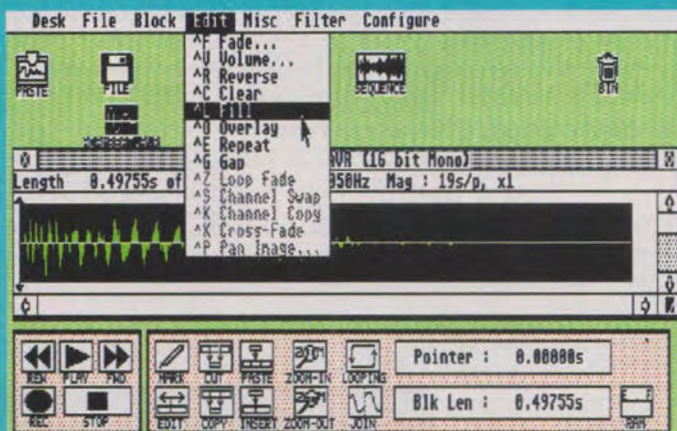 Desk File Block Edit Misc Filter Configure
^F Fade...
^V Volume...
^R Reverse
^C Clear
^L Fill
^O Overlay
^E Repeat
^G Gap
^Z Loop Fade
^S Channel Swap
^K Channel Copy
^K Cross-Fade
^P Pan Image...
PASTE
FILE
SEQUENCE
BIN
AVR (16 bit Mono)
Length 0.49755s of
350Hz Mag : 19s/p, x1
REW PLAY FWD
REC STOP
MARK CUT PASTE ZOOM-IN LOOPING
EDIT COPY INSERT ZOOM-OUT JOIN
Pointer : 0.00000s
Blk Len : 0.49755s
E F
RAM